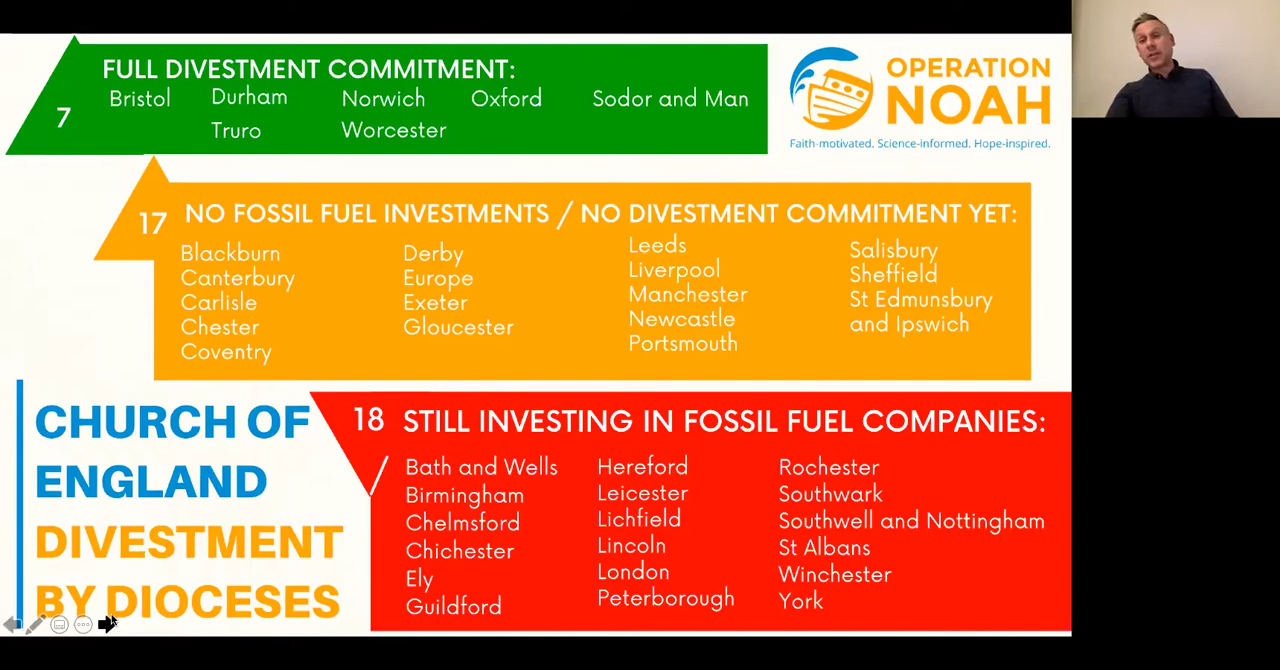 FULL DIVESTMENT COMMITMENT:
7
Bristol
Durham
Norwich
Oxford
Sodor and Man
Truro
Worcester
OPERATION
NOAH
Faith-motivated. Science-informed. Hope-inspired.
17
NO FOSSIL FUEL INVESTMENTS / NO DIVESTMENT COMMITMENT YET:
Blackburn
Canterbury
Carlisle
Chester
Coventry
Derby
Europe
Exeter
Gloucester
Leeds
Liverpool
Manchester
Newcastle
Portsmouth
Salisbury
Sheffield
St Edmunsbury
and Ipswich
CHURCH OF
ENGLAND
DIVESTMENT
BY DIOCESES
18
STILL INVESTING IN FOSSIL FUEL COMPANIES:
Bath and Wells
Birmingham
Chelmsford
Chichester
Ely
Guildford
Hereford
Leicester
Lichfield
Lincoln
London
Peterborough
Rochester
Southwark
Southwell and Nottingham
St Albans
Winchester
York